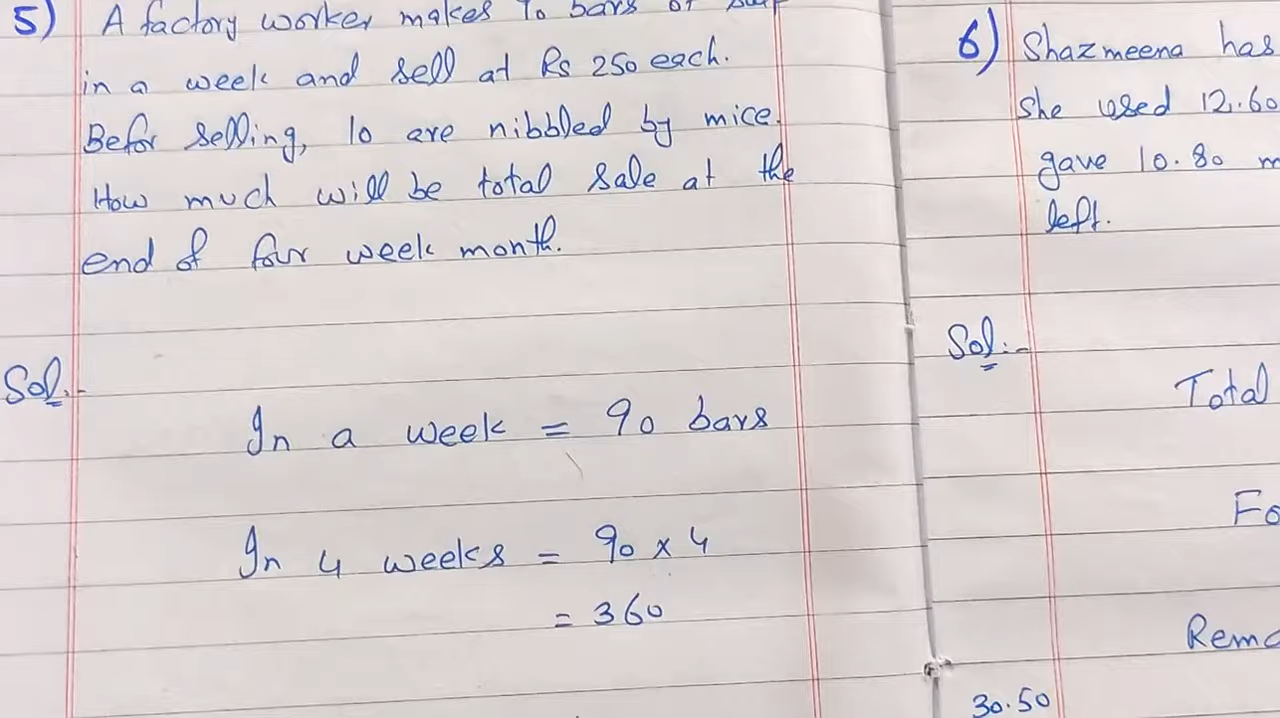 5) A factory worker makes 90 bars of
in a week and sell at Rs 250 each.
Befor selling, 10 are nibbled by mice.
How much will be total sale at the
end of four week month.
Sol:-
In a week = 90 bars
In 4 weeks = 90 x 4
= 360
6) Shazmeena has
She used 12.60
gave 10.80 m
left.
Sol:-
Total
Fo
Rema
30.50